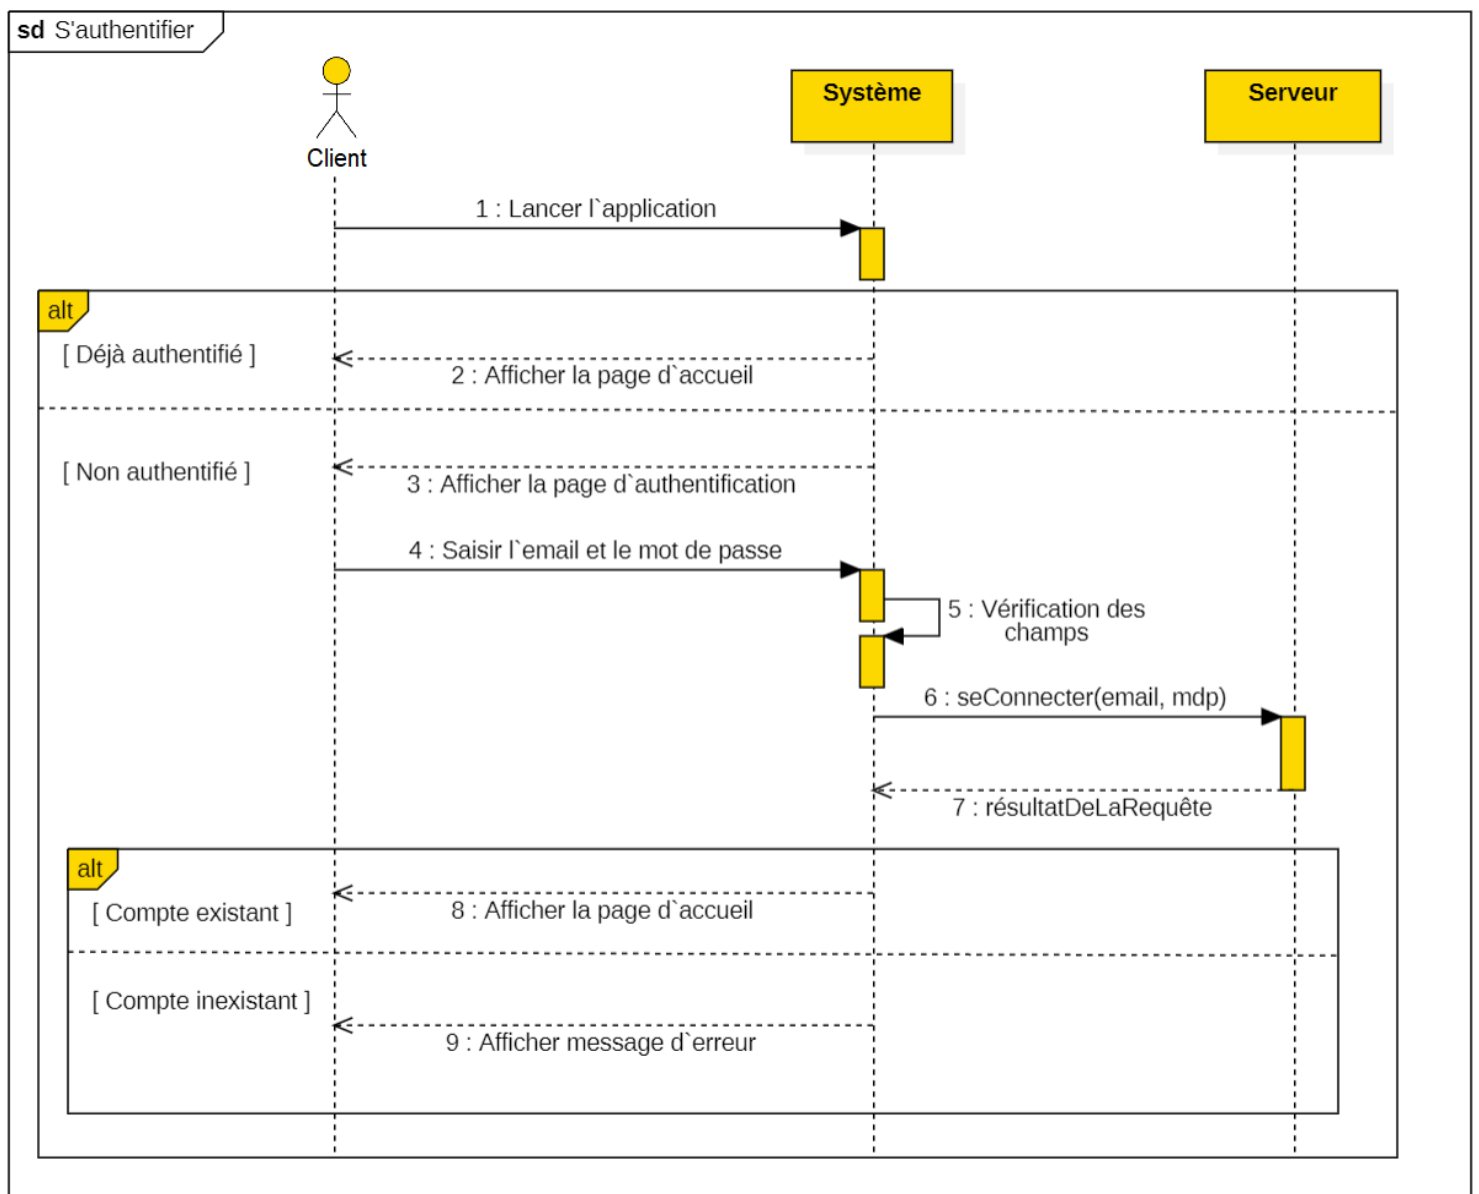 sd S'authentifier
Client
Système
Serveur
1 : Lancer l`application
alt
[ Déjà authentifié ]
2 : Afficher la page d`accueil
[ Non authentifié ]
3 : Afficher la page d`authentification
4 : Saisir l`email et le mot de passe
5 : Vérification des
champs
6 : seConnecter(email, mdp)
7 : résultatDeLaRequête
alt
[ Compte existant ]
8 : Afficher la page d`accueil
[ Compte inexistant ]
9 : Afficher message d`erreur